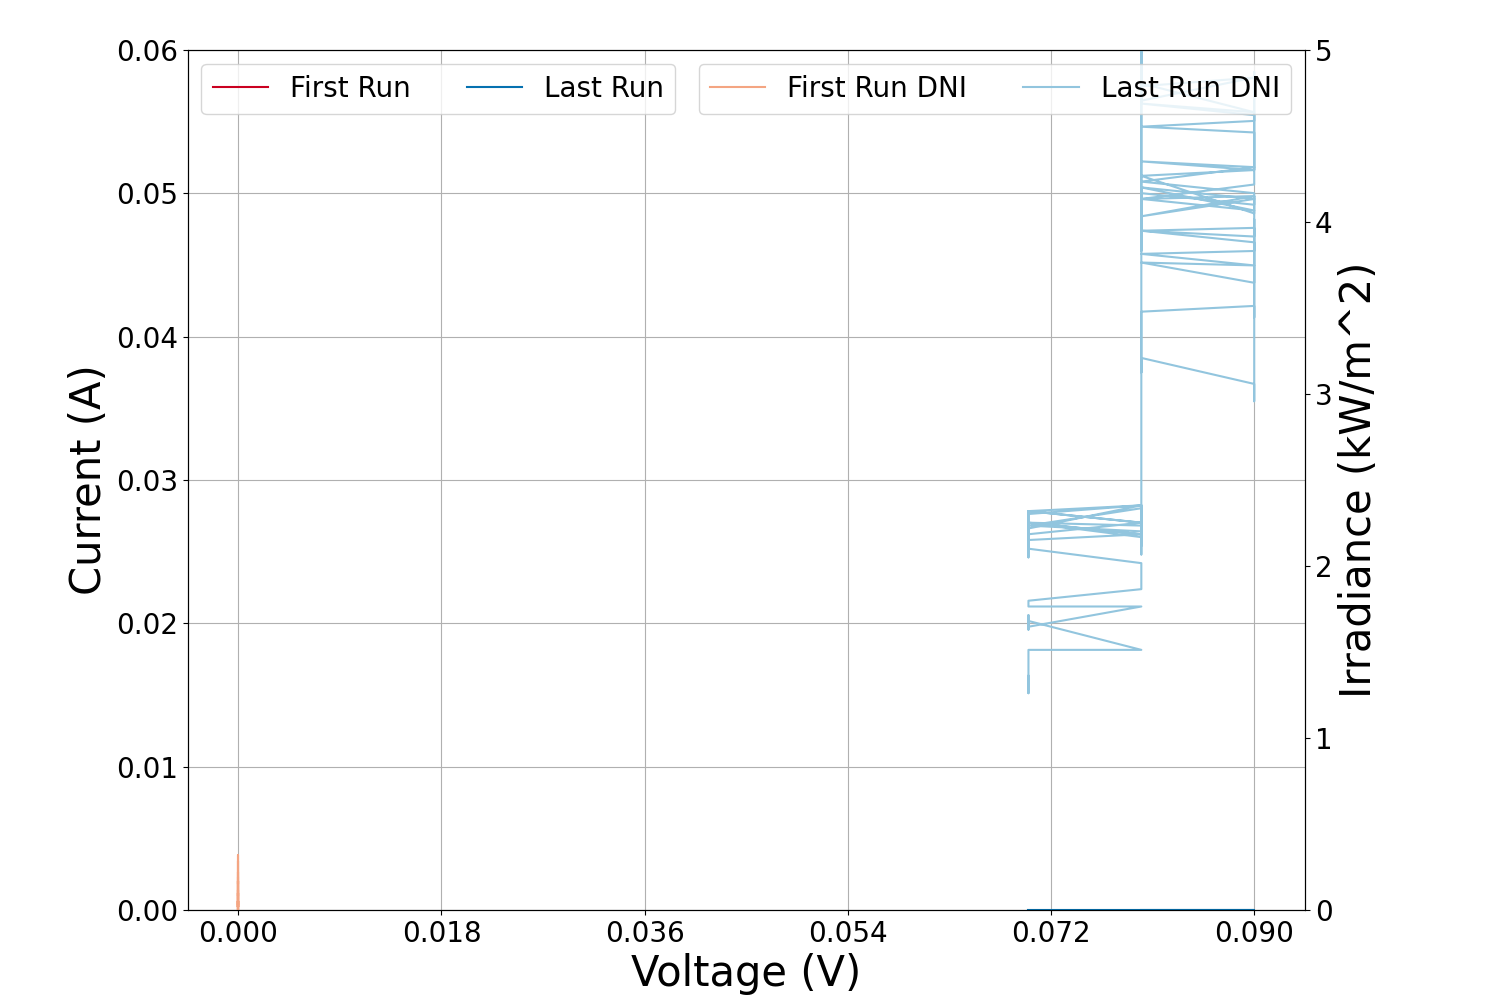 First Run
Last Run
First Run DNI
Last Run DNI
Current (A)
0.06
0.05
0.04
0.03
0.02
0.01
0.00
5
4
3
2
1
0
Irradiance (kW/m^2)
0.000
0.018
0.036
0.054
0.072
0.090
Voltage (V)